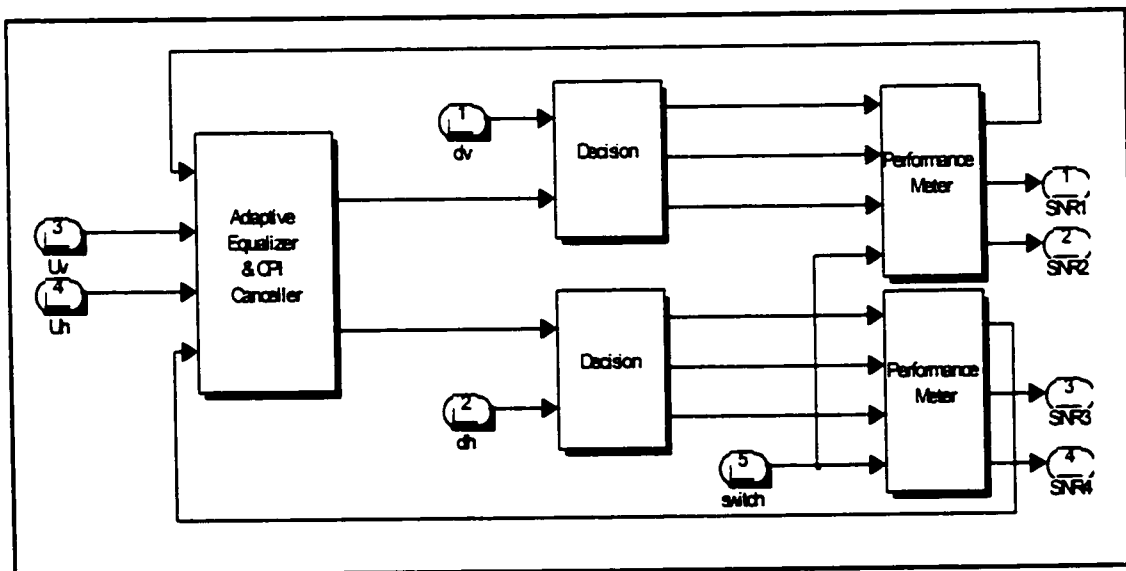 1
dv
Decision
Performance
Meter
1
SNR1
2
SNR2
3
Uv
4
Uh
Adaptive
Equalizer
& CPI
Canceller
Decision
2
dh
Performance
Meter
3
SNR3
4
SNR4
5
switch